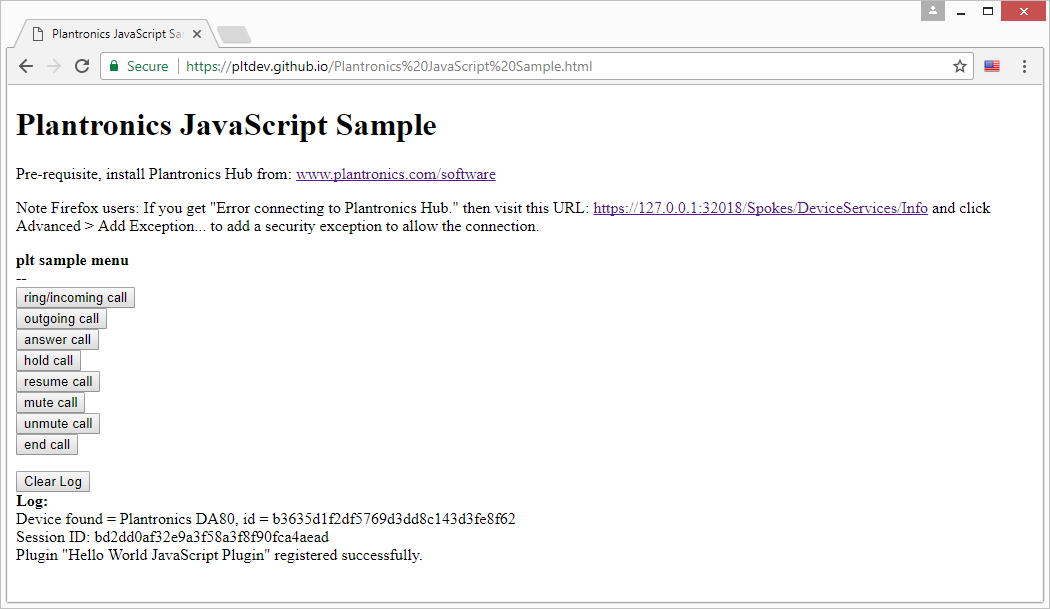 Plantronics JavaScript Sa
Secure
https://pltdev.github.io/Plantronics%20JavaScript%20Sample.html
Plantronics JavaScript Sample
Pre-requisite, install Plantronics Hub from: www.plantronics.com/software
Note Firefox users: If you get "Error connecting to Plantronics Hub." then visit this URL: https://127.0.0.1:32018/Spokes/DeviceServices/Info and click
Advanced > Add Exception... to add a security exception to allow the connection.
plt sample menu
--
ring/incoming call
outgoing call
answer call
hold call
resume call
mute call
unmute call
end call
Clear Log
Log:
Device found = Plantronics DA80, id = b3635d1f2df5769d3dd8c143d3fe8f62
Session ID: bd2dd0af32e9a3f58a3f8f90fca4aead
Plugin "Hello World JavaScript Plugin" registered successfully.